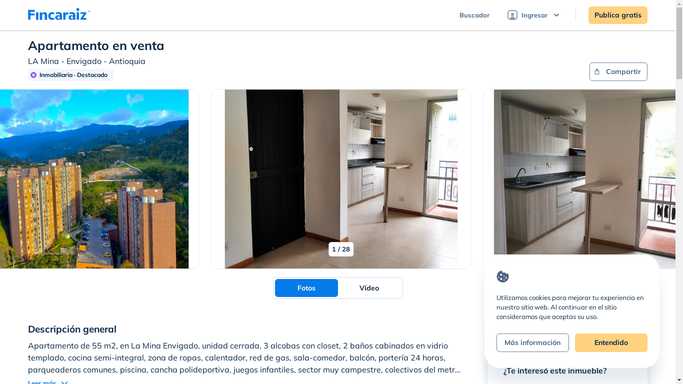 Fincaraiz
Buscador
Ingresar
Publica gratis
Apartamento en venta
LA Mina - Envigado - Antioquia
Inmobiliaria · Destacado
Compartir
1 / 28
Fotos
Video
Utilizamos cookies para mejorar tu experiencia en
nuestro sitio web. Al continuar en el sitio
consideramos que aceptas su uso.
Más información
Entendido
Descripción general
Apartamento de 55 m2, en La Mina Envigado, unidad cerrada, 3 alcobas con closet, 2 baños cabinados en vidrio
templado, cocina semi-integral, zona de ropas, calentador, red de gas, sala-comedor, balcón, portería 24 horas,
parqueaderos comunes, piscina, cancha polideportiva, juegos infantiles, sector muy campestre, colectivos del metr...
Leer más
¿Te interesó este inmueble?